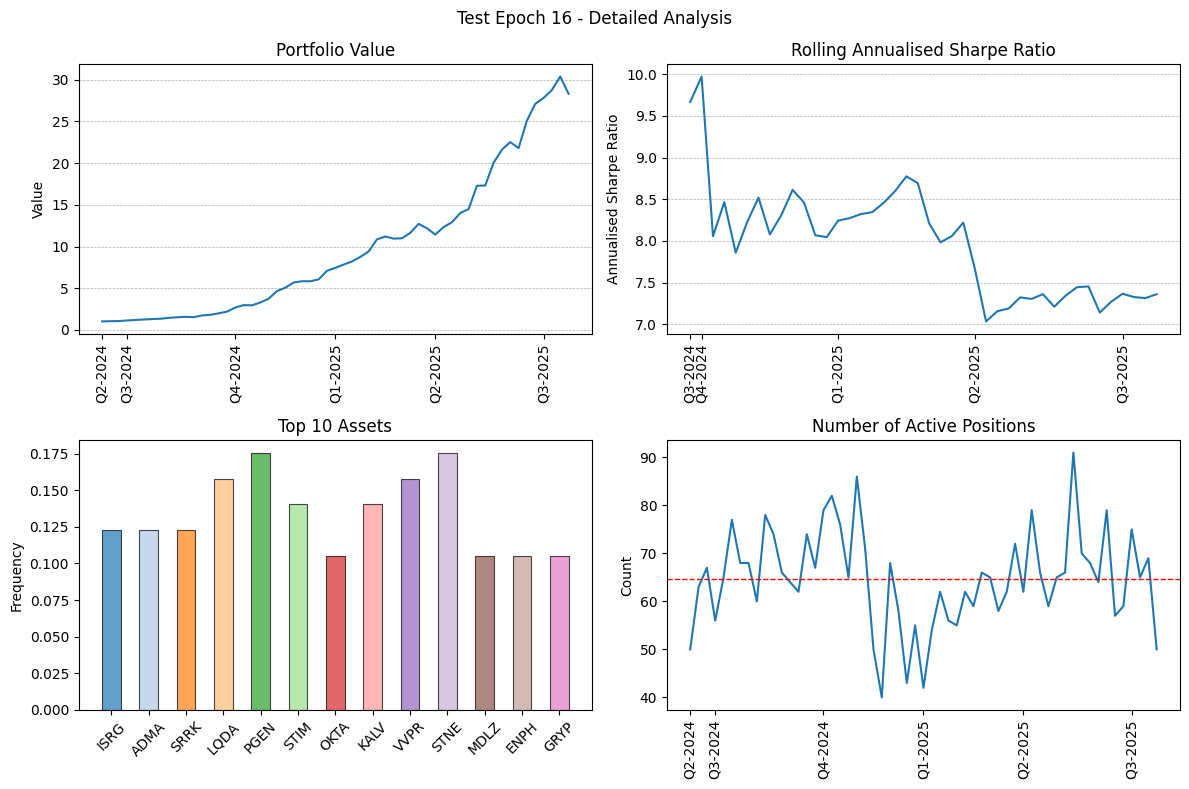 Test Epoch 16 - Detailed Analysis
Portfolio Value
Value
30
25
20
15
10
5
0
Q2-2024
Q3-2024
Q4-2024
Q1-2025
Q2-2025
Q3-2025
Rolling Annualised Sharpe Ratio
Annualised Sharpe Ratio
10.0
9.5
9.0
8.5
8.0
7.5
7.0
Q3-2024
Q4-2024
Q1-2025
Q2-2025
Q3-2025
Top 10 Assets
Frequency
0.175
0.150
0.125
0.100
0.075
0.050
0.025
0.000
ISRG
ADMA
SRRK
LQDA
PGEN
STIM
OKTA
KALV
VVPR
STNE
MDLZ
ENPH
GRYP
Number of Active Positions
Count
90
80
70
60
50
40
Q2-2024
Q3-2024
Q4-2024
Q1-2025
Q2-2025
Q3-2025